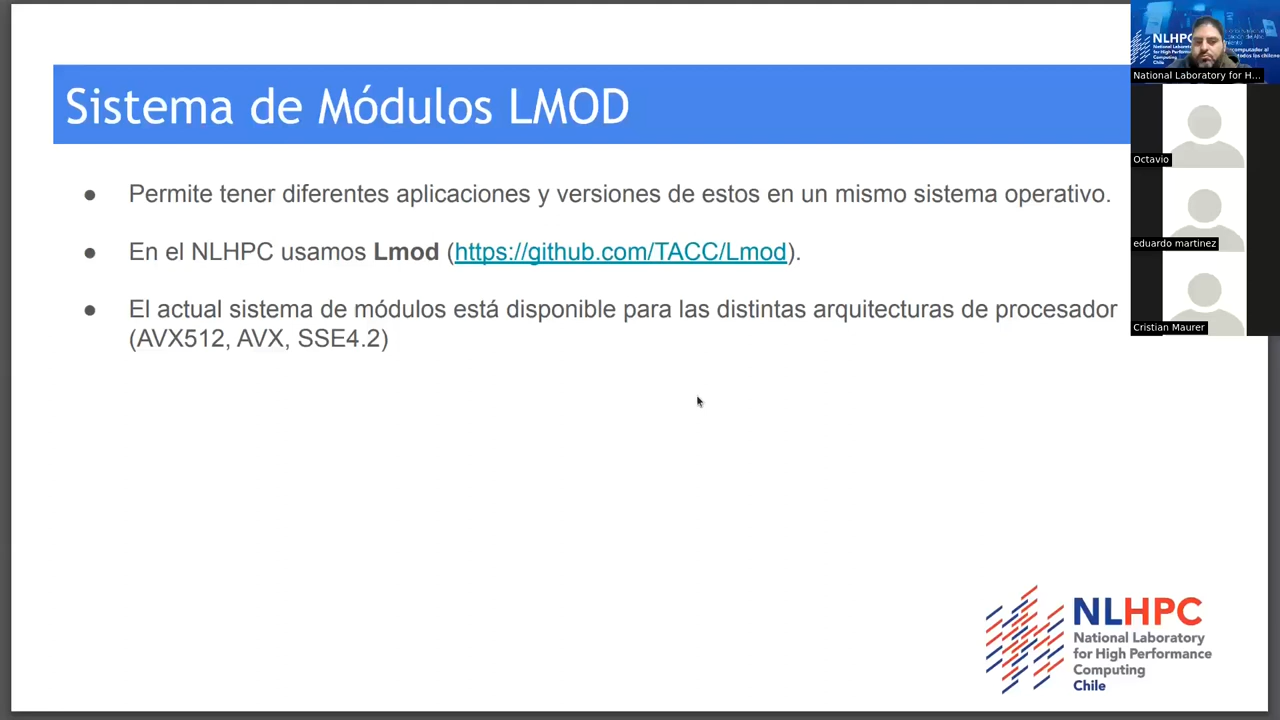 Sistema de Módulos LMOD
● Permite tener diferentes aplicaciones y versiones de estos en un mismo sistema operativo.
● En el NLHPC usamos Lmod (https://github.com/TACC/Lmod).
● El actual sistema de módulos está disponible para las distintas arquitecturas de procesador
(AVX512, AVX, SSE4.2)
NLHPC
National Laboratory
for High Performance
Computing
Chile
NLHPC
National Laboratory for H...
Octavio
eduardo martinez
Cristian Maurer
NLHPC
National Laboratory
for High Performance
Computing
Chile